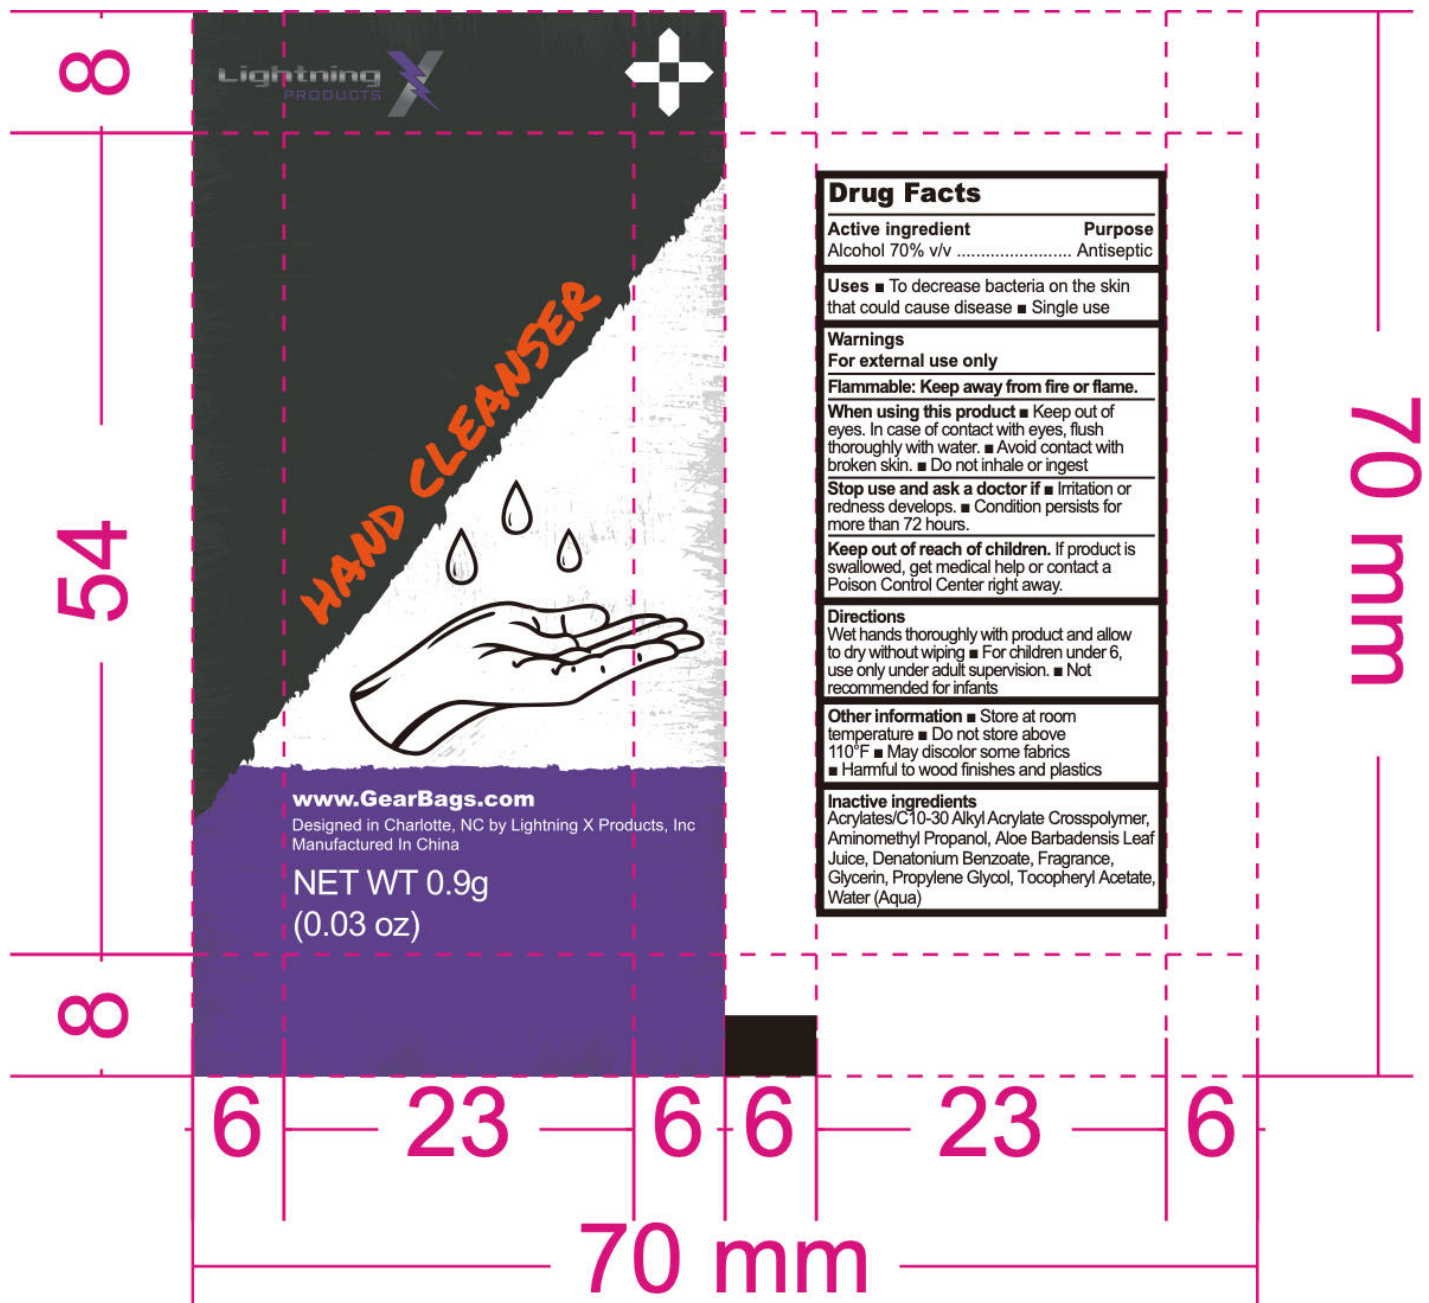 Lightning X
PRODUCTS
HAND CLEANSER
www.GearBags.com
Designed in Charlotte, NC by Lightning X Products, Inc
Manufactured In China
NET WT 0.9g
(0.03 oz)
Drug Facts
Active ingredient Purpose
Alcohol 70% v/v ........................ Antiseptic
Uses ■ To decrease bacteria on the skin
that could cause disease ■ Single use
Warnings
For external use only
Flammable: Keep away from fire or flame.
When using this product ■ Keep out of
eyes. In case of contact with eyes, flush
thoroughly with water. ■ Avoid contact with
broken skin. ■ Do not inhale or ingest
Stop use and ask a doctor if ■ Irritation or
redness develops. ■ Condition persists for
more than 72 hours.
Keep out of reach of children. If product is
swallowed, get medical help or contact a
Poison Control Center right away.
Directions
Wet hands thoroughly with product and allow
to dry without wiping ■ For children under 6,
use only under adult supervision. ■ Not
recommended for infants
Other information ■ Store at room
temperature ■ Do not store above
110°F ■ May discolor some fabrics
■ Harmful to wood finishes and plastics
Inactive ingredients
Acrylates/C10-30 Alkyl Acrylate Crosspolymer,
Aminomethyl Propanol, Aloe Barbadensis Leaf
Juice, Denatonium Benzoate, Fragrance,
Glycerin, Propylene Glycol, Tocopheryl Acetate,
Water (Aqua)
8
54
8
70 mm
6 23 6 6 23 6
70 mm